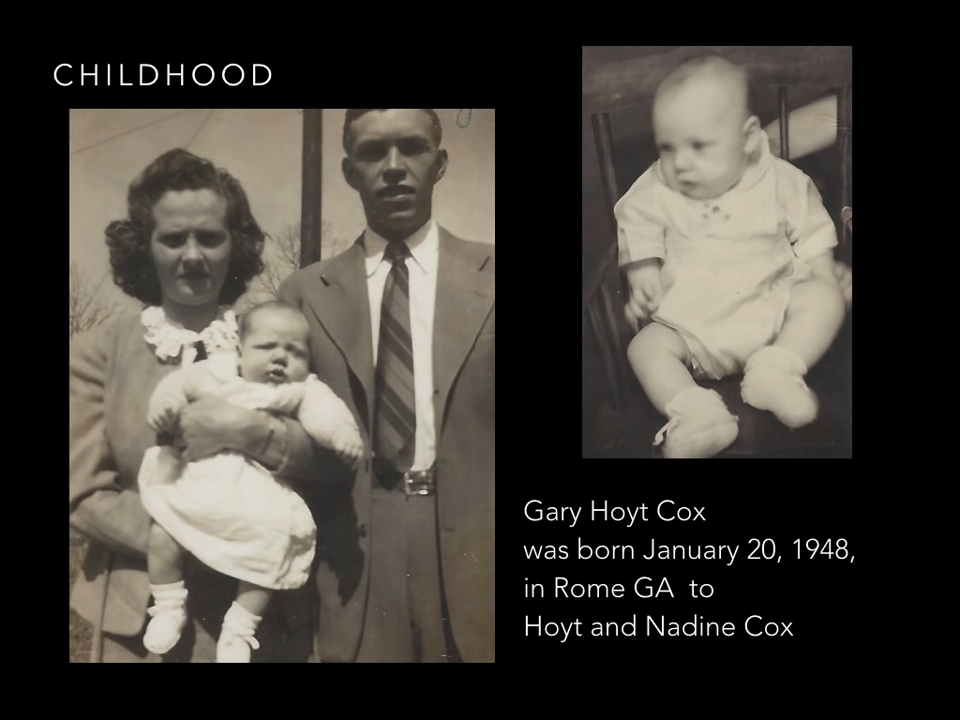 CHILDHOOD
Gary Hoyt Cox
was born January 20, 1948,
in Rome GA  to
Hoyt and Nadine Cox